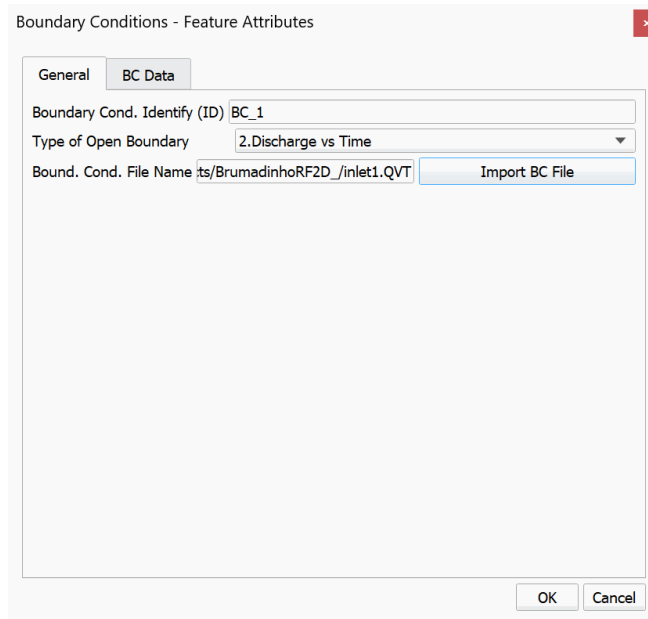 Boundary Conditions - Feature Attributes
General BC Data
Boundary Cond. Identify (ID) BC_1
Type of Open Boundary 2.Discharge vs Time
Bound. Cond. File Name :ts/BrumadinhoRF2D_/inlet1.QVT Import BC File
OK Cancel